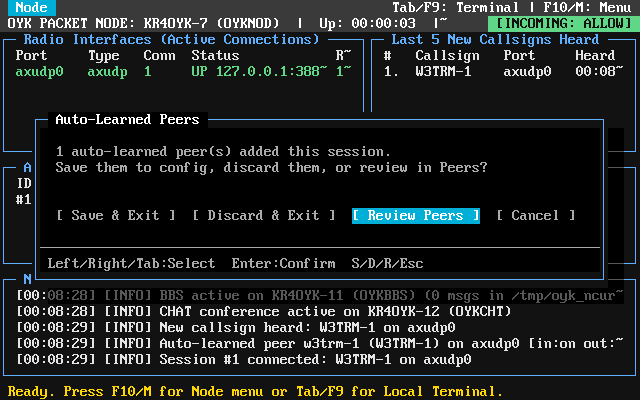 Node Tab/F9: Terminal | F10/M: Menu
OYK PACKET NODE: KR4OYK-7 (OYKNOD) | Up: 00:00:03 | [INCOMING: ALLOW]
Radio Interfaces (Active Connections) Last 5 New Callsigns Heard
Port Type Conn Status R~ # Callsign Port Heard
axudp0 axudp 1 UP 127.0.0.1:388~ 1~ 1. W3TRM-1 axudp0 00:08~
Auto-Learned Peers
1 auto-learned peer(s) added this session.
Save them to config, discard them, or review in Peers?
A
ID
#1
[ Save & Exit ] [ Discard & Exit ] [ Review Peers ] [ Cancel ]
Left/Right/Tab:Select Enter:Confirm S/D/R/Esc
N
[00:08:28] [INFO] BBS active on KR4OYK-11 (OYKBBS) (0 msgs in /tmp/oyk_ncur~
[00:08:28] [INFO] CHAT conference active on KR4OYK-12 (OYKCHT)
[00:08:29] [INFO] New callsign heard: W3TRM-1 on axudp0
[00:08:29] [INFO] Auto-learned peer w3trm-1 (W3TRM-1) on axudp0 [in:on out:~
[00:08:29] [INFO] Session #1 connected: W3TRM-1 on axudp0
Ready. Press F10/M for Node menu or Tab/F9 for Local Terminal.